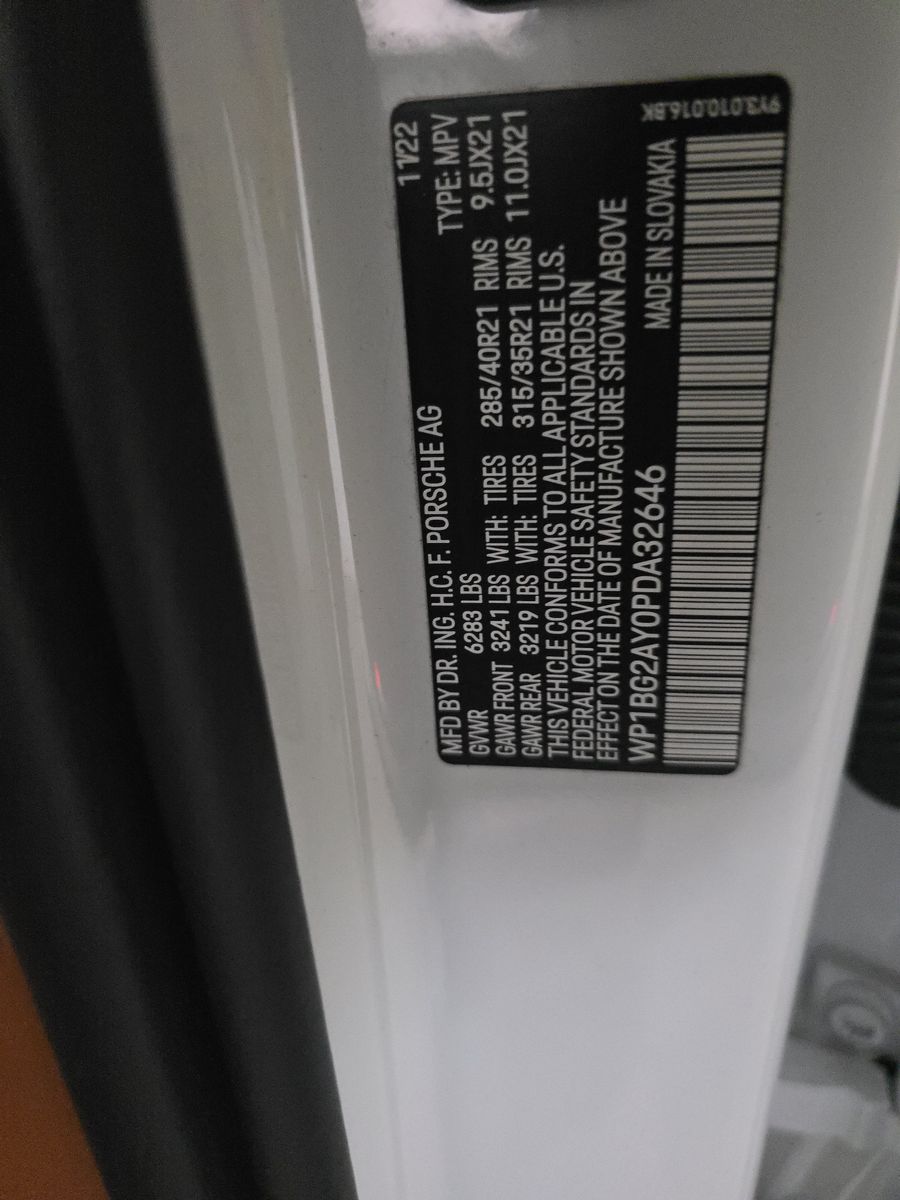 MFD BY DR. ING. H.C. F. PORSCHE AG 11/22
GVWR 6283 LBS TYPE: MPV
GAWR FRONT 3241 LBS WITH: TIRES 285/40R21 RIMS 9.5JX21
GAWR REAR 3219 LBS WITH: TIRES 315/35R21 RIMS 11.0JX21
THIS VEHICLE CONFORMS TO ALL APPLICABLE U.S.
FEDERAL MOTOR VEHICLE SAFETY STANDARDS IN
EFFECT ON THE DATE OF MANUFACTURE SHOWN ABOVE
WP1BG2AY0PDA32646 MADE IN SLOVAKIA
9Y3.010.016.BK